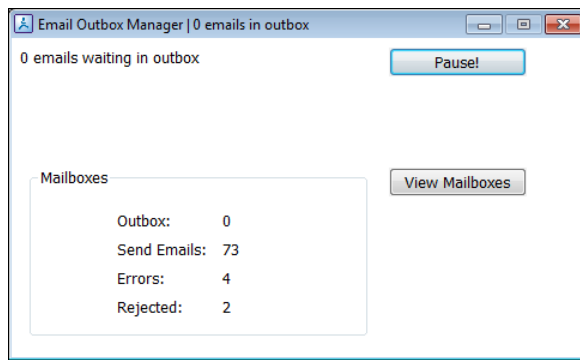 Email Outbox Manager | 0 emails in outbox
0 emails waiting in outbox
Pause!
Mailboxes
View Mailboxes
Outbox: 0
Send Emails: 73
Errors: 4
Rejected: 2